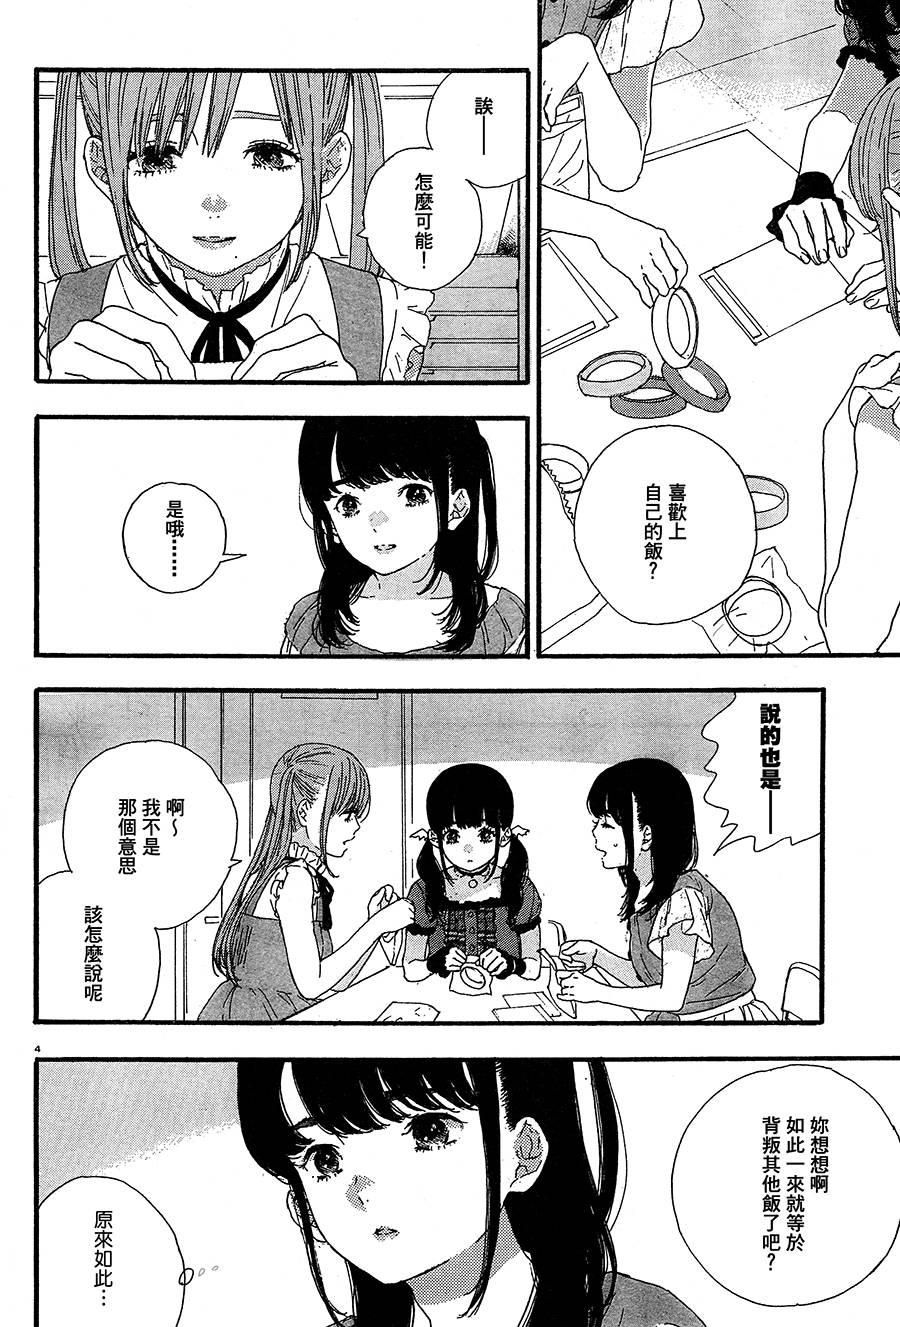 喜歡上
自己的飯？
誒——
怎麼可能！
是哦……
說的也是——
啊～
我不是
那個意思
該怎麼說呢
4
妳想想啊
如此一來就等於
背叛其他飯了吧？
原來如此…